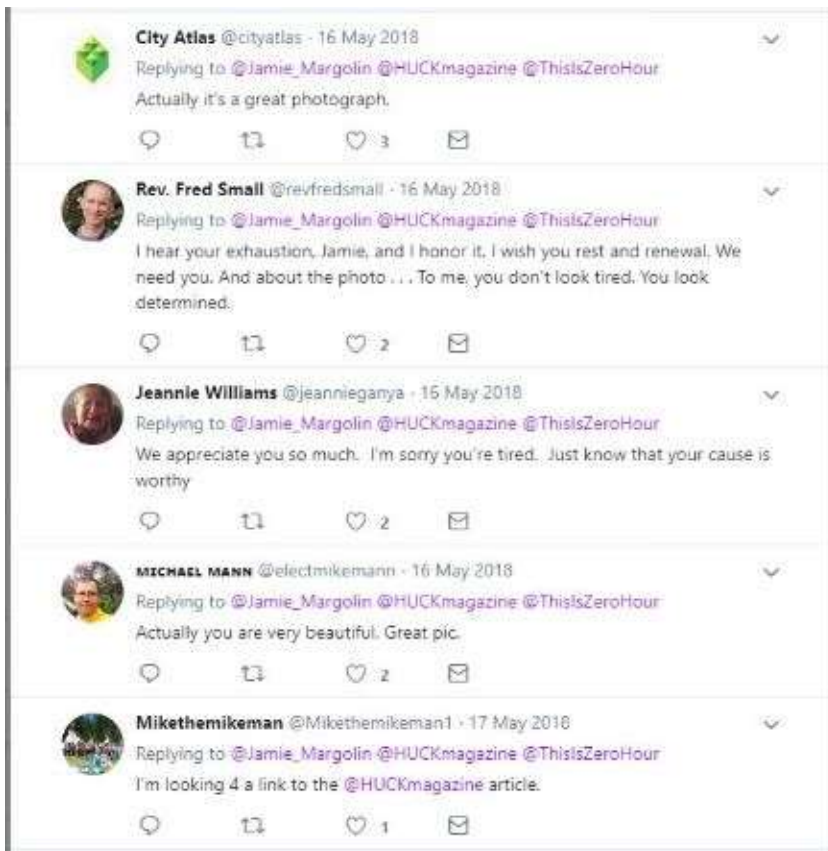 City Atlas @cityatlas · 16 May 2018
Replying to @Jamie_Margolin @HUCKmagazine @ThisIsZeroHour
Actually it's a great photograph.
3
Rev. Fred Small @revfredsmall · 16 May 2018
Replying to @Jamie_Margolin @HUCKmagazine @ThisIsZeroHour
I hear your exhaustion, Jamie, and I honor it. I wish you rest and renewal. We
need you. And about the photo . . . To me, you don't look tired. You look
determined.
2
Jeannie Williams @jeannieganya · 16 May 2018
Replying to @Jamie_Margolin @HUCKmagazine @ThisIsZeroHour
We appreciate you so much. I'm sorry you're tired. Just know that your cause is
worthy
2
MICHAEL MANN @electmikemann · 16 May 2018
Replying to @Jamie_Margolin @HUCKmagazine @ThisIsZeroHour
Actually you are very beautiful. Great pic.
2
Mikethemikeman @Mikethemikeman1 · 17 May 2018
Replying to @Jamie_Margolin @HUCKmagazine @ThisIsZeroHour
I'm looking 4 a link to the @HUCKmagazine article.
1